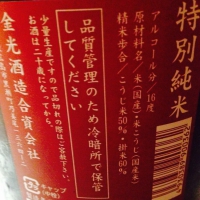 特別純米
アルコール分/16度
原材料名/米(国産)・米こうじ(国産米)
精米歩合/こうじ米50%・掛米60%
品質管理のため冷暗所で保管
してください
少量生産ですので品切れの際はご容赦下さい。
お酒は二十歳になってから。
金光酒造合資会社
キャップ